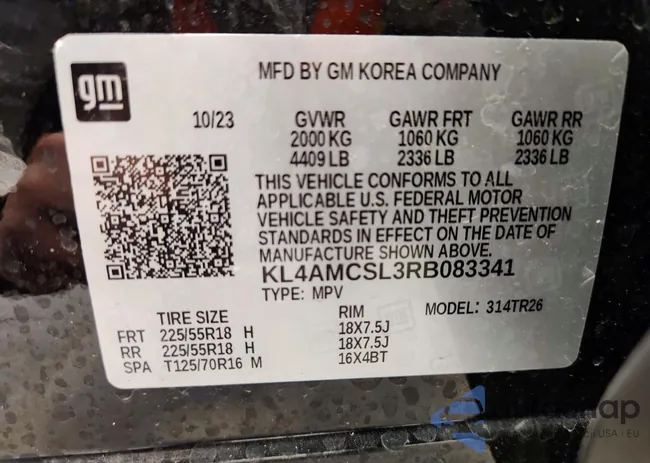 gm
MFD BY GM KOREA COMPANY
10/23 GVWR GAWR FRT GAWR RR
2000 KG 1060 KG 1060 KG
4409 LB 2336 LB 2336 LB
THIS VEHICLE CONFORMS TO ALL
APPLICABLE U.S. FEDERAL MOTOR
VEHICLE SAFETY AND THEFT PREVENTION
STANDARDS IN EFFECT ON THE DATE OF
MANUFACTURE SHOWN ABOVE.
KL4AMCSL3RB083341
TYPE: MPV MODEL: 314TR26
TIRE SIZE RIM
FRT 225/55R18 H 18X7.5J
RR 225/55R18 H 18X7.5J
SPA T125/70R16 M 16X4BT
USA · EU